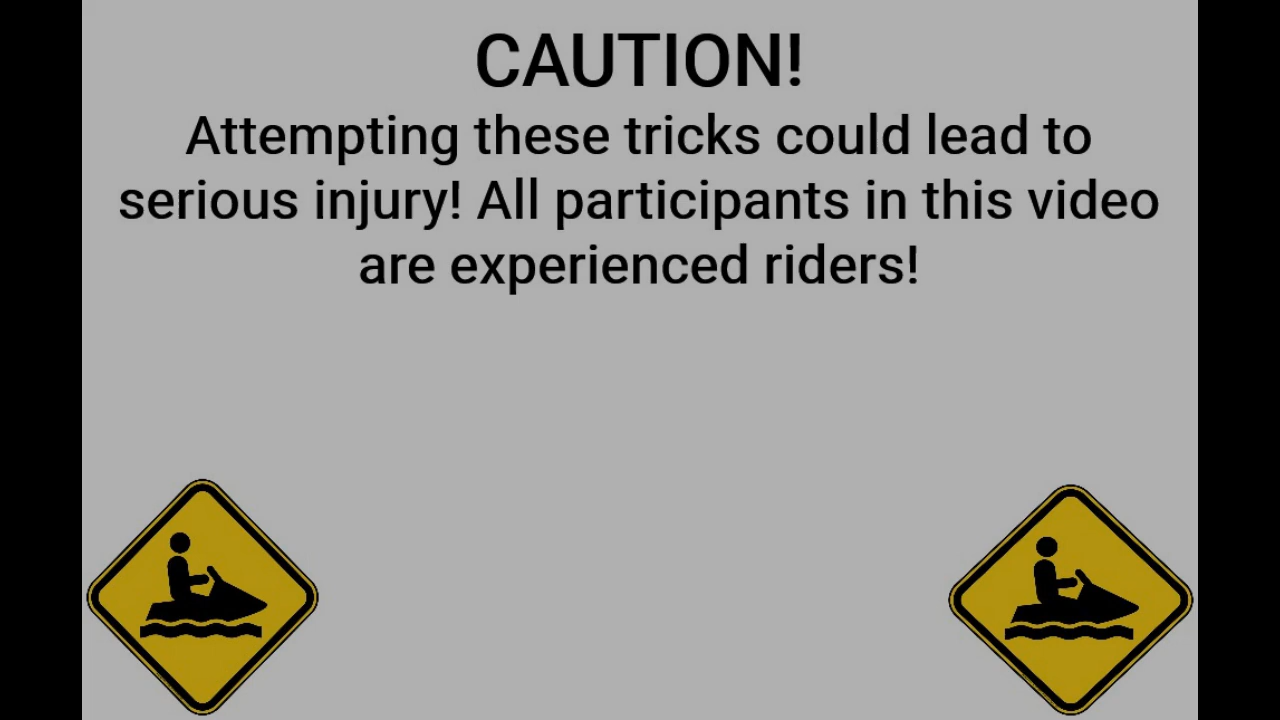 CAUTION!
Attempting these tricks could lead to
serious injury! All participants in this video
are experienced riders!